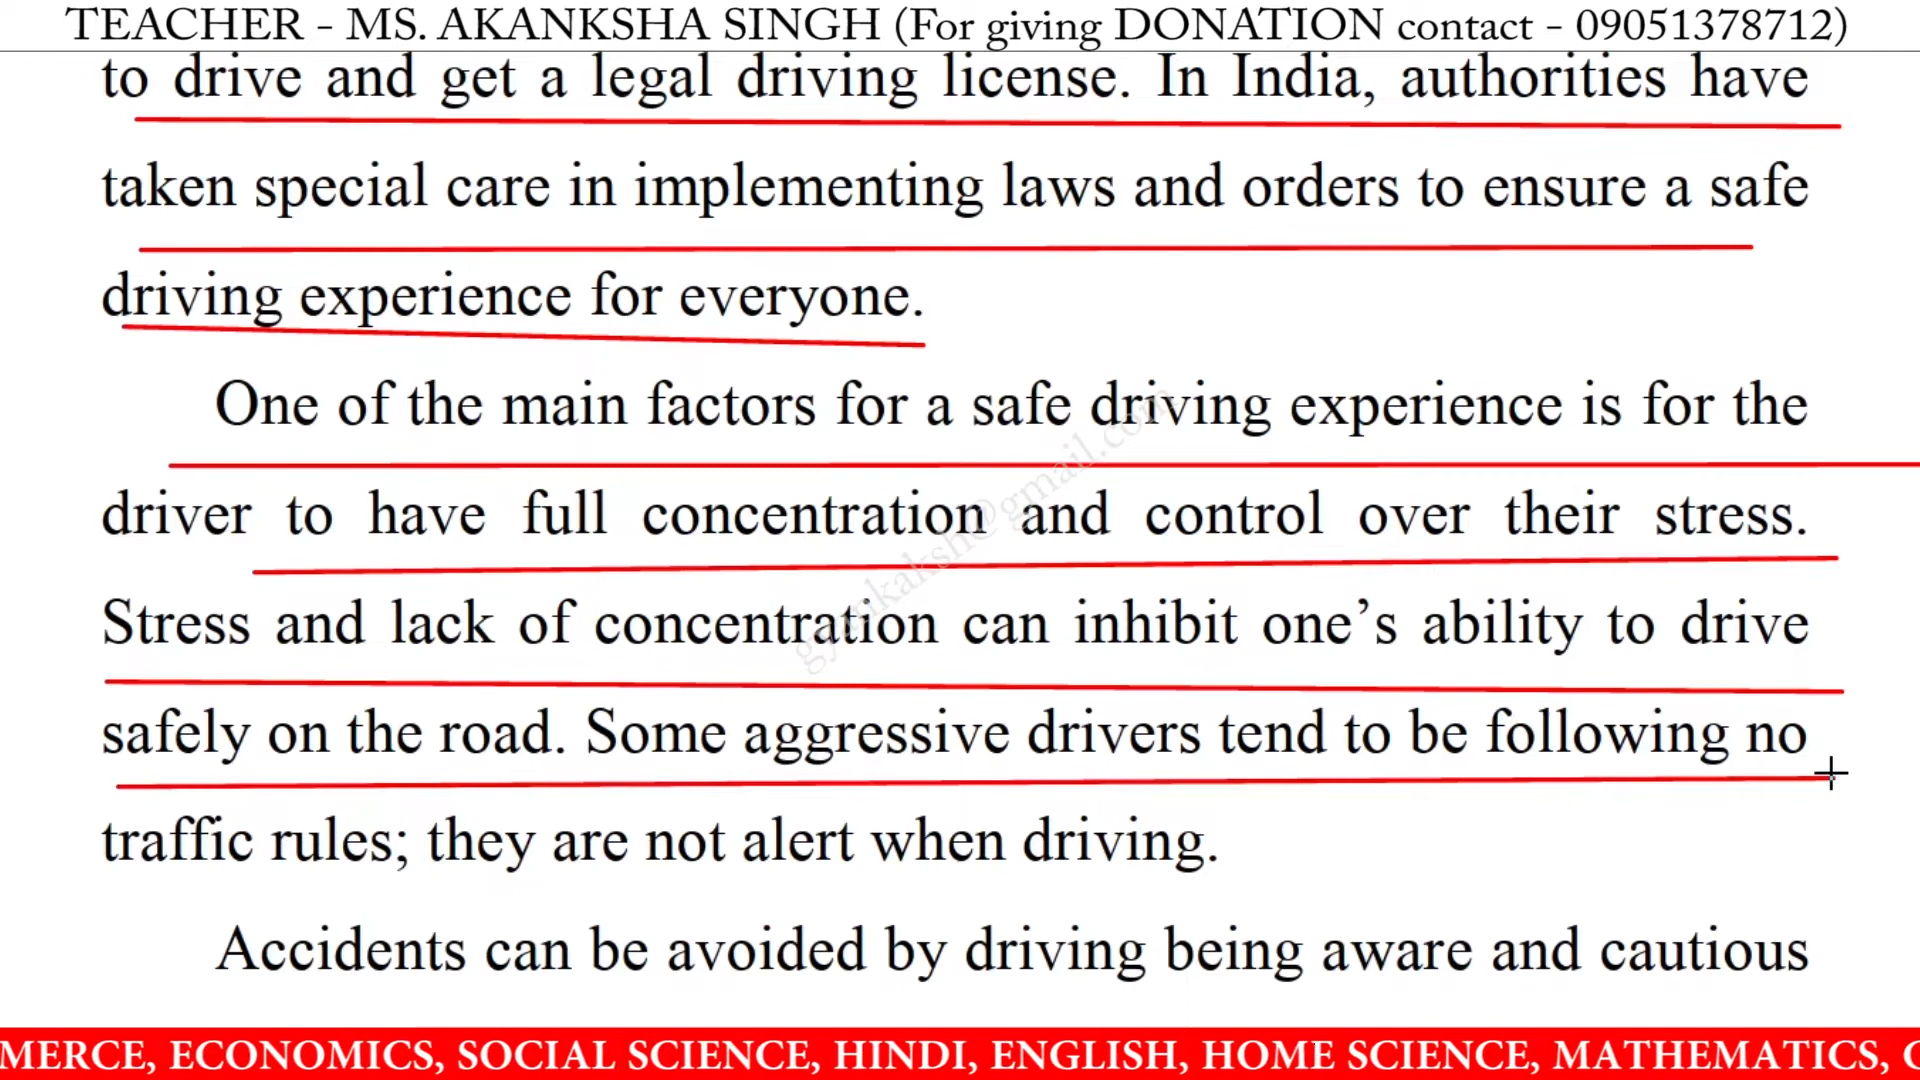 TEACHER - MS. AKANKSHA SINGH (For giving DONATION contact - 09051378712)
to drive and get a legal driving license. In India, authorities have
taken special care in implementing laws and orders to ensure a safe
driving experience for everyone.
One of the main factors for a safe driving experience is for the
driver to have full concentration and control over their stress.
Stress and lack of concentration can inhibit one’s ability to drive
safely on the road. Some aggressive drivers tend to be following no
traffic rules; they are not alert when driving.
Accidents can be avoided by driving being aware and cautious
MERCE, ECONOMICS, SOCIAL SCIENCE, HINDI, ENGLISH, HOME SCIENCE, MATHEMATICS,